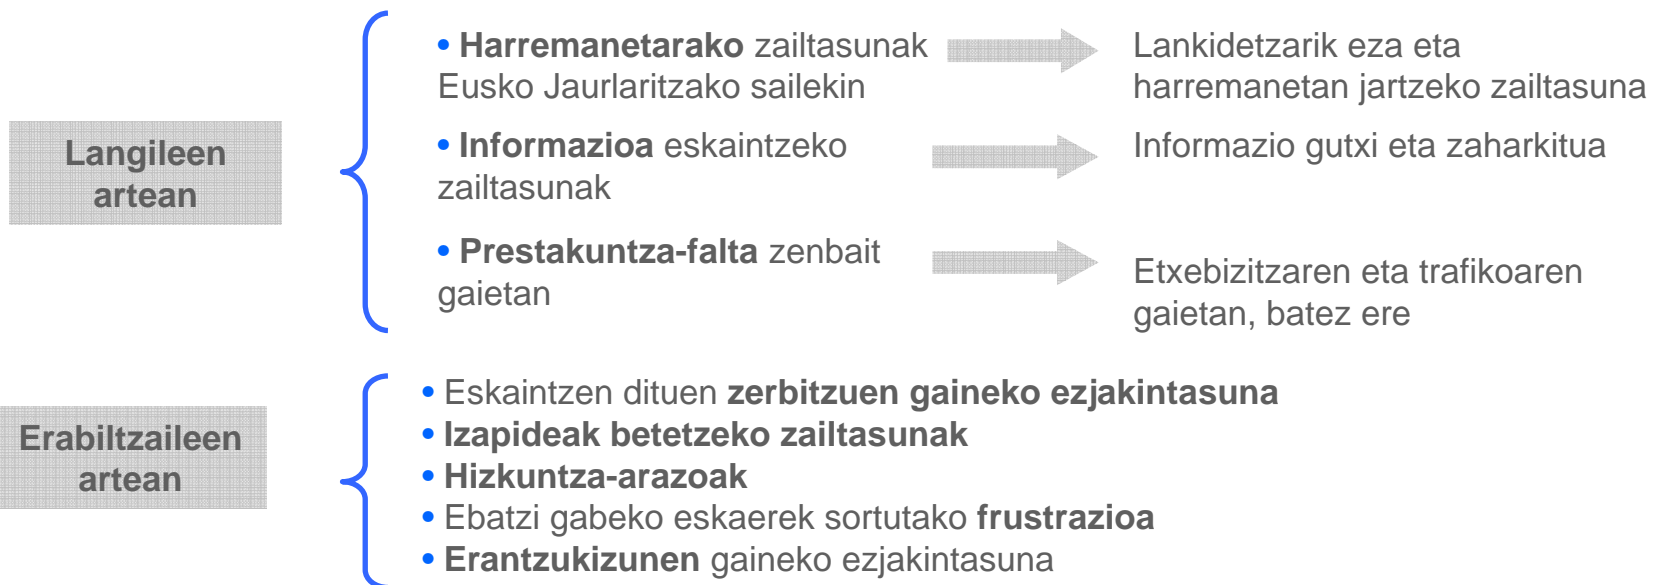 Langileen
artean
• Harremanetarako zailtasunak
Eusko Jaurlaritzako sailekin
Lankidetzarik eza eta
harremanetan jartzeko zailtasuna
• Informazioa eskaintzeko
zailtasunak
Informazio gutxi eta zaharkitua
• Prestakuntza-falta zenbait
gaietan
Etxebizitzaren eta trafikoaren
gaietan, batez ere
Erabiltzaileen
artean
• Eskaintzen dituen zerbitzuen gaineko ezjakintasuna
• Izapideak betetzeko zailtasunak
• Hizkuntza-arazoak
• Ebatzi gabeko eskaerek sortutako frustrazioa
• Erantzukizunen gaineko ezjakintasuna